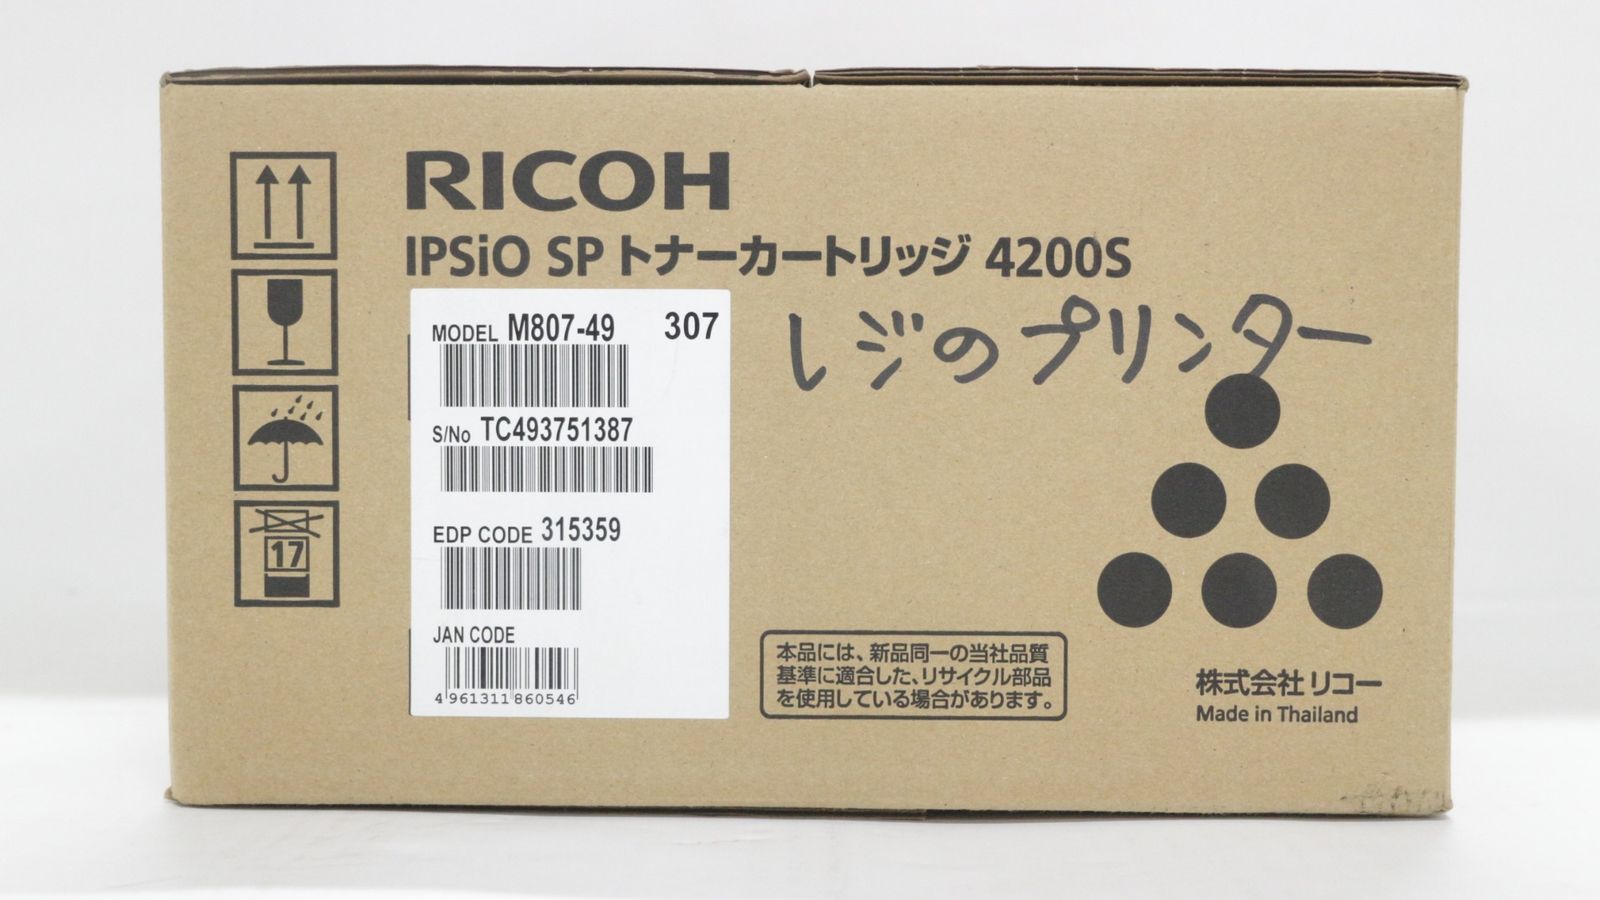 RICOH
IPSiO SP トナーカートリッジ 4200S
レジのプリンター
MODEL M807-49 307
S/No TC493751387
EDP CODE 315359
JAN CODE
4961311860546
17
本品には、新品同一の当社品質
基準に適合した、リサイクル部品
を使用している場合があります。
株式会社 リコー
Made in Thailand